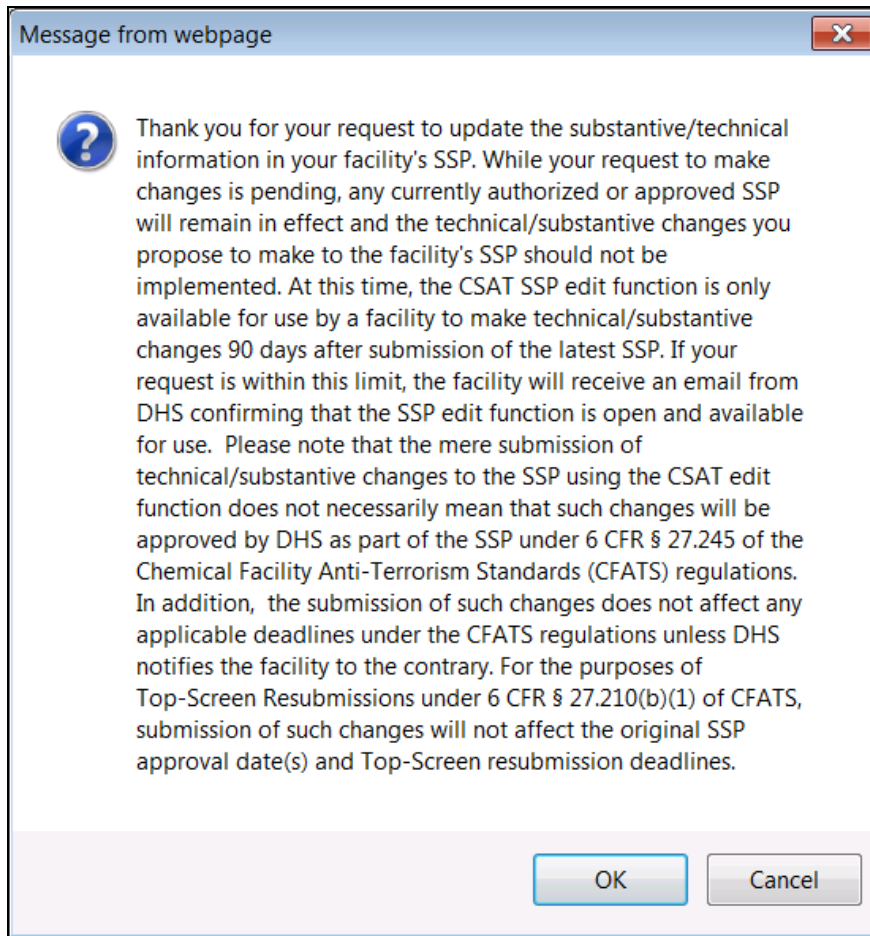 Message from webpage
Thank you for your request to update the substantive/technical
information in your facility's SSP. While your request to make
changes is pending, any currently authorized or approved SSP
will remain in effect and the technical/substantive changes you
propose to make to the facility's SSP should not be
implemented. At this time, the CSAT SSP edit function is only
available for use by a facility to make technical/substantive
changes 90 days after submission of the latest SSP. If your
request is within this limit, the facility will receive an email from
DHS confirming that the SSP edit function is open and available
for use.  Please note that the mere submission of
technical/substantive changes to the SSP using the CSAT edit
function does not necessarily mean that such changes will be
approved by DHS as part of the SSP under 6 CFR § 27.245 of the
Chemical Facility Anti-Terrorism Standards (CFATS) regulations.
In addition,  the submission of such changes does not affect any
applicable deadlines under the CFATS regulations unless DHS
notifies the facility to the contrary. For the purposes of
Top-Screen Resubmissions under 6 CFR § 27.210(b)(1) of CFATS,
submission of such changes will not affect the original SSP
approval date(s) and Top-Screen resubmission deadlines.
OK Cancel